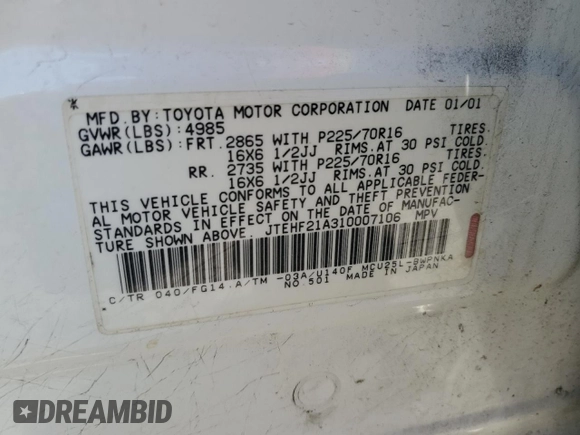 MFD.BY:TOYOTA MOTOR CORPORATION DATE 01/01
GVWR(LBS):4985
GAWR(LBS):FRT.2865 WITH P225/70R16 TIRES.
16X6 1/2JJ RIMS.AT 30 PSI COLD.
RR. 2735 WITH P225/70R16 TIRES.
16X6 1/2JJ RIMS.AT 30 PSI COLD.
THIS VEHICLE CONFORMS TO ALL APPLICABLE FEDER-
AL MOTOR VEHICLE SAFETY AND THEFT PREVENTION
STANDARDS IN EFFECT ON THE DATE OF MANUFAC-
TURE SHOWN ABOVE. JTEHF21A310007106 MPV
C/TR 040/FG14.A/TM -03A/U140F MCU25L-BWPNKA
NO.501 MADE IN JAPAN
DREAMBID